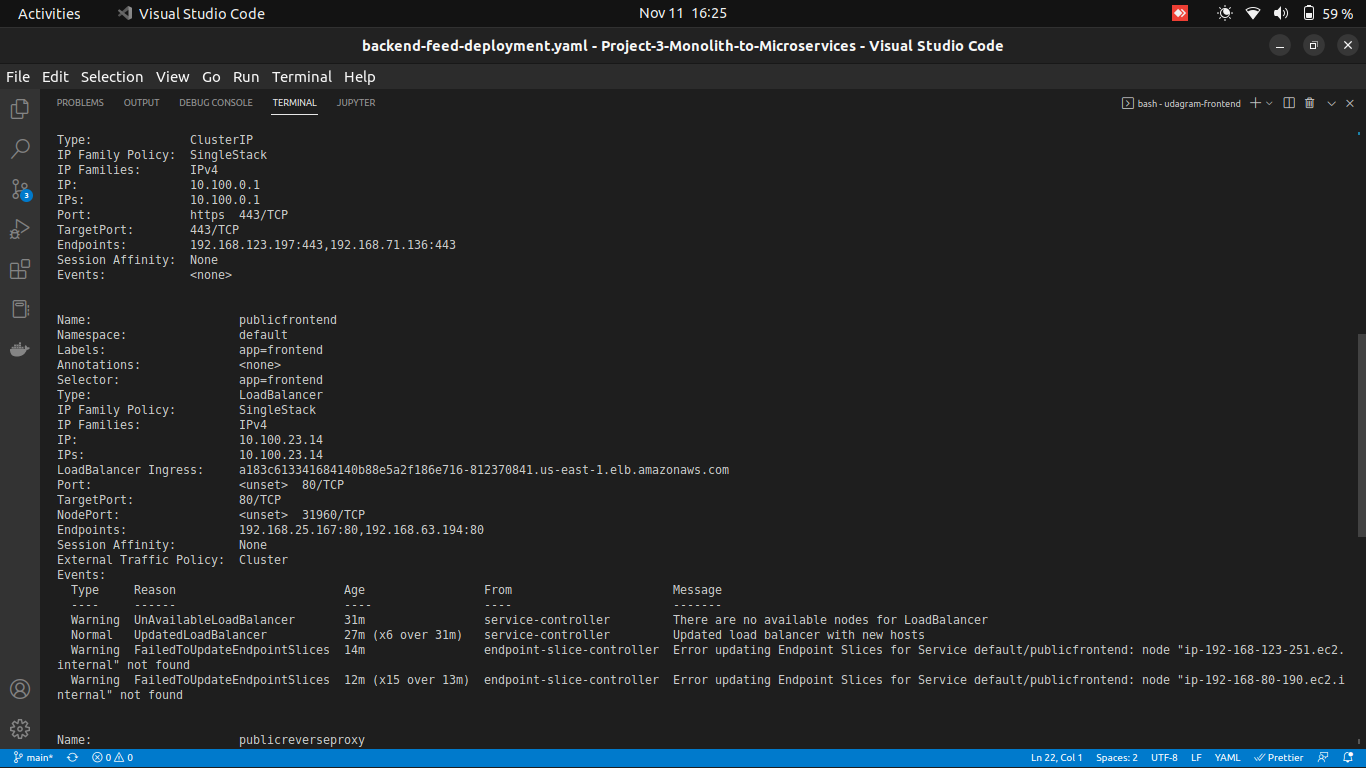 Activities Visual Studio Code Nov 11 16:25 59 %
backend-feed-deployment.yaml - Project-3-Monolith-to-Microservices - Visual Studio Code
File Edit Selection View Go Run Terminal Help
PROBLEMS OUTPUT DEBUG CONSOLE TERMINAL JUPYTER bash - udagram-frontend
Type: ClusterIP
IP Family Policy: SingleStack
IP Families: IPv4
IP: 10.100.0.1
IPs: 10.100.0.1
Port: https 443/TCP
TargetPort: 443/TCP
Endpoints: 192.168.123.197:443,192.168.71.136:443
Session Affinity: None
Events: <none>
Name: publicfrontend
Namespace: default
Labels: app=frontend
Annotations: <none>
Selector: app=frontend
Type: LoadBalancer
IP Family Policy: SingleStack
IP Families: IPv4
IP: 10.100.23.14
IPs: 10.100.23.14
LoadBalancer Ingress: a183c613341684140b88e5a2f186e716-812370841.us-east-1.elb.amazonaws.com
Port: <unset> 80/TCP
TargetPort: 80/TCP
NodePort: <unset> 31960/TCP
Endpoints: 192.168.25.167:80,192.168.63.194:80
Session Affinity: None
External Traffic Policy: Cluster
Events:
Type Reason Age From Message
---- ------ ---- ---- -------
Warning UnAvailableLoadBalancer 31m service-controller There are no available nodes for LoadBalancer
Normal UpdatedLoadBalancer 27m (x6 over 31m) service-controller Updated load balancer with new hosts
Warning FailedToUpdateEndpointSlices 14m endpoint-slice-controller Error updating Endpoint Slices for Service default/publicfrontend: node "ip-192-168-123-251.ec2.
internal" not found
Warning FailedToUpdateEndpointSlices 12m (x15 over 13m) endpoint-slice-controller Error updating Endpoint Slices for Service default/publicfrontend: node "ip-192-168-80-190.ec2.i
nternal" not found
Name: publicreverseproxy
3
main* 0 0 Ln 22, Col 1 Spaces: 2 UTF-8 LF YAML Prettier